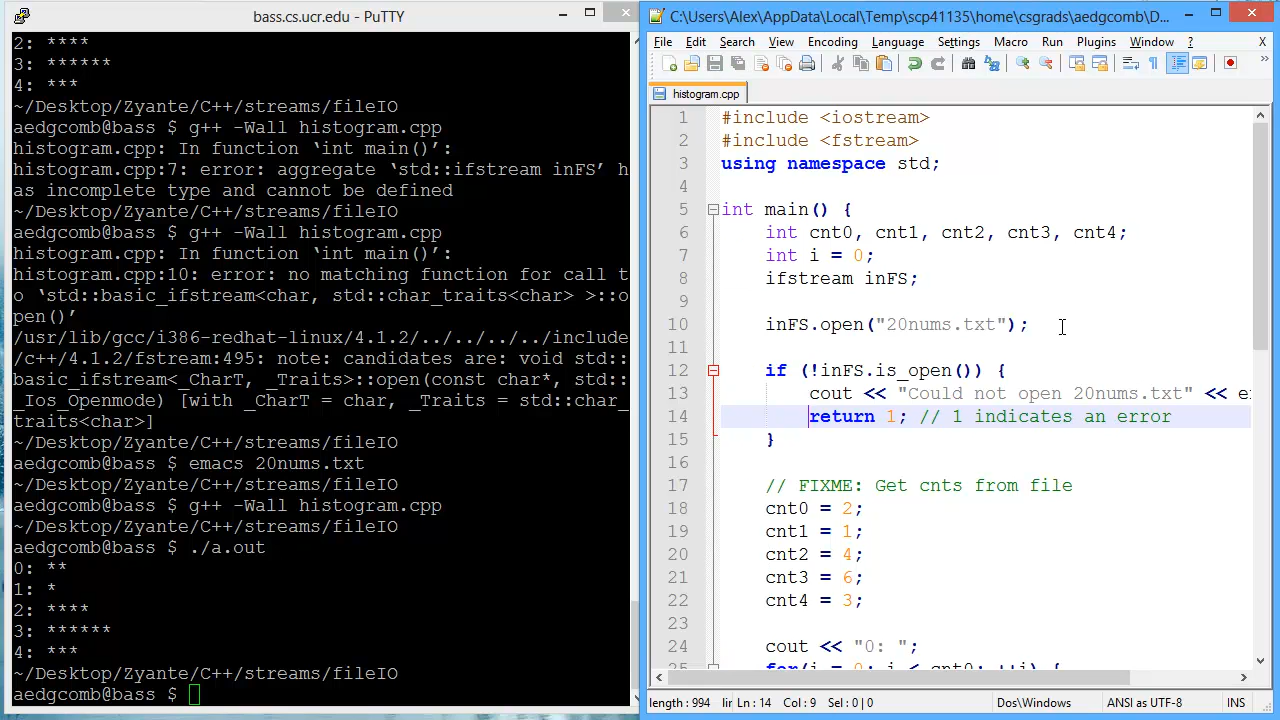 bass.cs.ucr.edu - PuTTY
2: ****
3: ******
4: ***
~/Desktop/Zyante/C++/streams/fileIO
aedgcomb@bass $ g++ -Wall histogram.cpp
histogram.cpp: In function ‘int main()’:
histogram.cpp:7: error: aggregate ‘std::ifstream inFS’ h
as incomplete type and cannot be defined
~/Desktop/Zyante/C++/streams/fileIO
aedgcomb@bass $ g++ -Wall histogram.cpp
histogram.cpp: In function ‘int main()’:
histogram.cpp:10: error: no matching function for call t
o ‘std::basic_ifstream<char, std::char_traits<char> >::o
pen()’
/usr/lib/gcc/i386-redhat-linux/4.1.2/../../../../include
/c++/4.1.2/fstream:495: note: candidates are: void std::
basic_ifstream<_CharT, _Traits>::open(const char*, std::
_Ios_Openmode) [with _CharT = char, _Traits = std::char_
traits<char>]
~/Desktop/Zyante/C++/streams/fileIO
aedgcomb@bass $ emacs 20nums.txt
~/Desktop/Zyante/C++/streams/fileIO
aedgcomb@bass $ g++ -Wall histogram.cpp
~/Desktop/Zyante/C++/streams/fileIO
aedgcomb@bass $ ./a.out
0: **
1: *
2: ****
3: ******
4: ***
~/Desktop/Zyante/C++/streams/fileIO
aedgcomb@bass $
C:\Users\Alex\AppData\Local\Temp\scp41135\home\csgrads\aedgcomb\D...
File Edit Search View Encoding Language Settings Macro Run Plugins Window ? X
histogram.cpp
1 #include <iostream>
2 #include <fstream>
3 using namespace std;
4
5 int main() {
6 int cnt0, cnt1, cnt2, cnt3, cnt4;
7 int i = 0;
8 ifstream inFS;
9
10 inFS.open("20nums.txt");
11
12 if (!inFS.is_open()) {
13 cout << "Could not open 20nums.txt" << e
14 return 1; // 1 indicates an error
15 }
16
17 // FIXME: Get cnts from file
18 cnt0 = 2;
19 cnt1 = 1;
20 cnt2 = 4;
21 cnt3 = 6;
22 cnt4 = 3;
23
24 cout << "0: ";
25 for(i = 0; i < cnt0; ++i) {
length : 994 Ln : 14 Col : 9 Sel : 0 | 0 Dos\Windows ANSI as UTF-8 INS